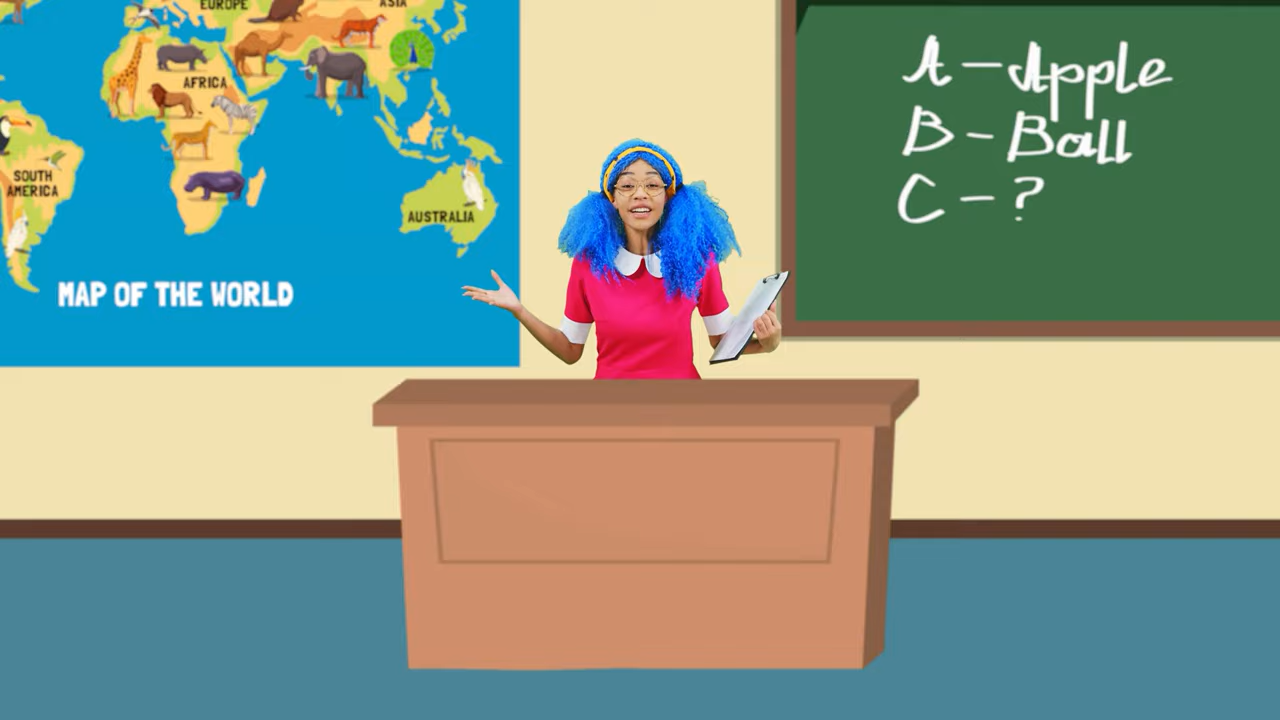 EUROPE
ASIA
AFRICA
SOUTH
AMERICA
AUSTRALIA
MAP OF THE WORLD
A - Apple
B - Ball
C - ?